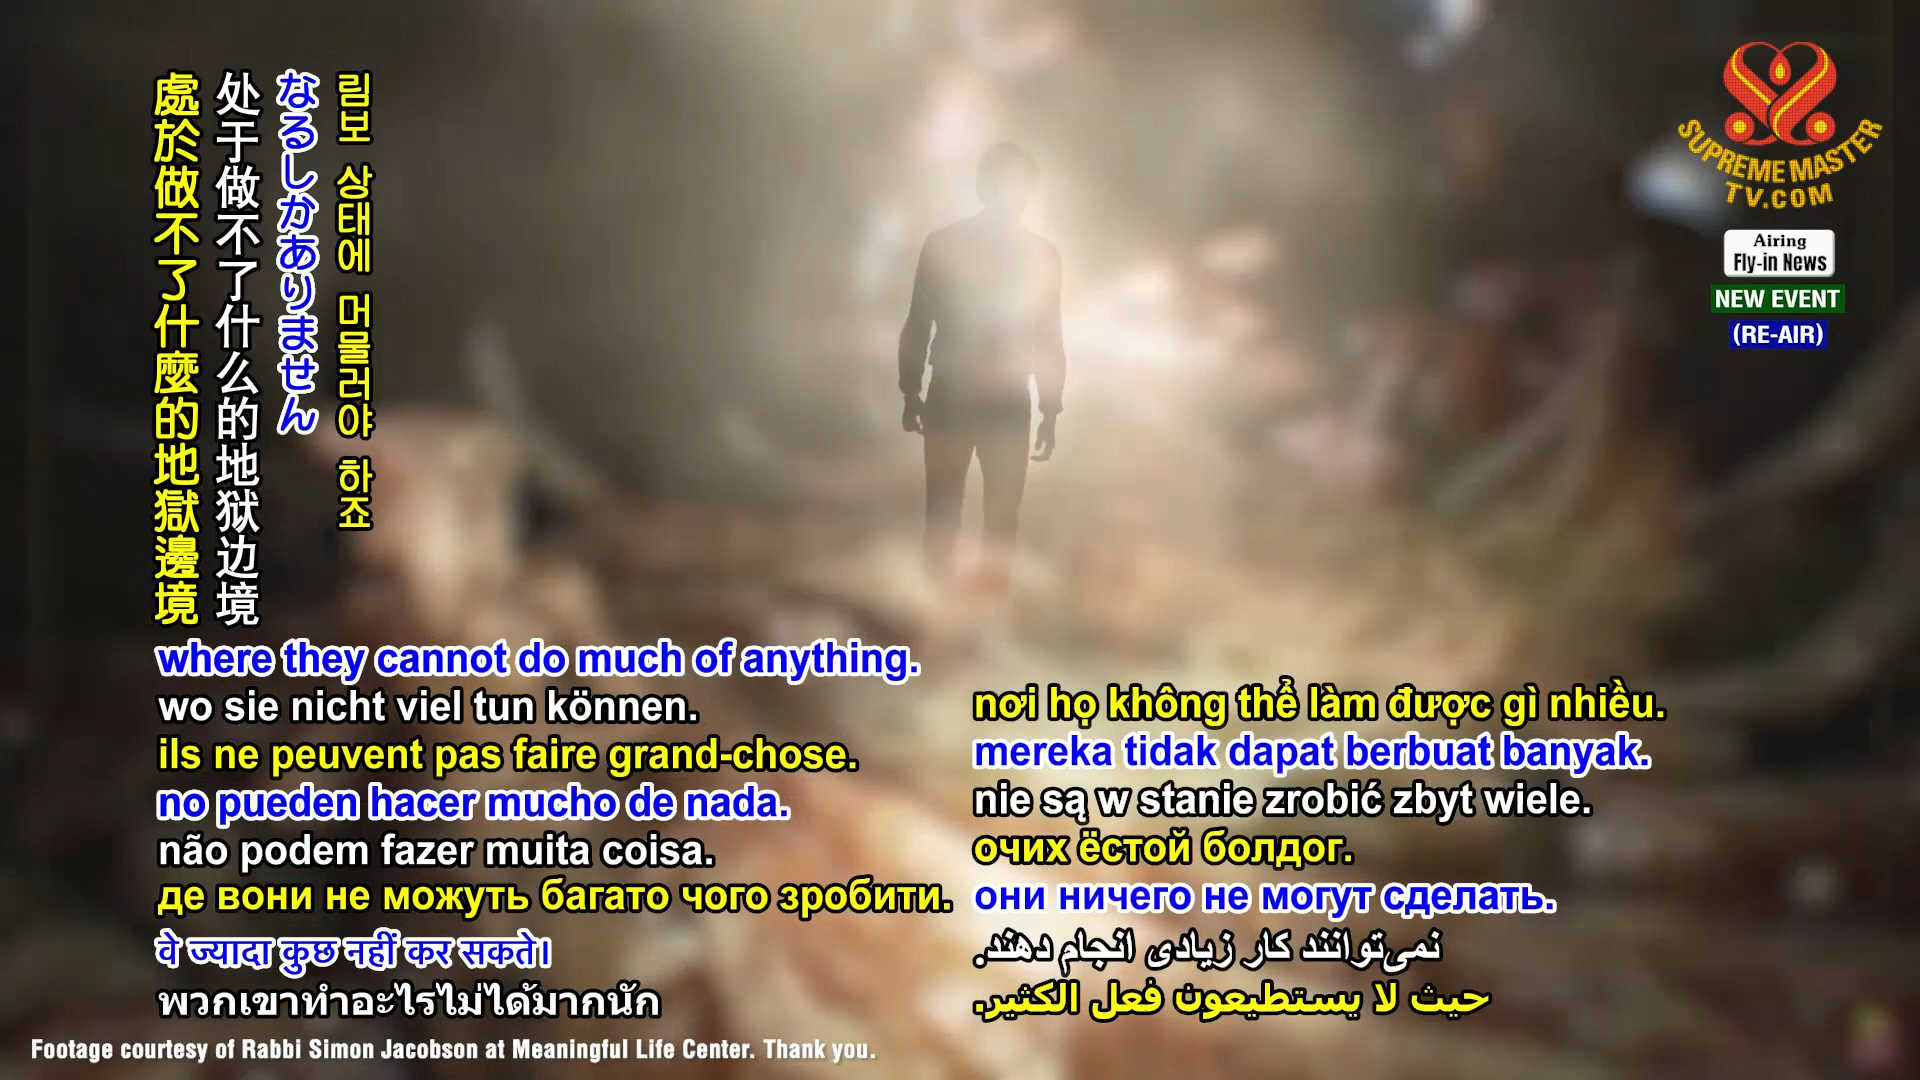 處於做不了什麼的地獄邊境
处于做不了什么的地狱边境
なるしかありません
림보 상태에 머물러야 하죠
where they cannot do much of anything.
wo sie nicht viel tun können.
ils ne peuvent pas faire grand-chose.
no pueden hacer mucho de nada.
não podem fazer muita coisa.
де вони не можуть багато чого зробити.
वे ज्यादा कुछ नहीं कर सकते।
พวกเขาทำอะไรไม่ได้มากนัก
nơi họ không thể làm được gì nhiều.
mereka tidak dapat berbuat banyak.
nie są w stanie zrobić zbyt wiele.
очих ёстой болдог.
они ничего не могут сделать.
نمی‌توانند کار زیادی انجام دهند.
حيث لا يستطيعون فعل الكثير.
SUPREME MASTER
TV.COM
Airing
Fly-in News
NEW EVENT
(RE-AIR)
Footage courtesy of Rabbi Simon Jacobson at Meaningful Life Center. Thank you.